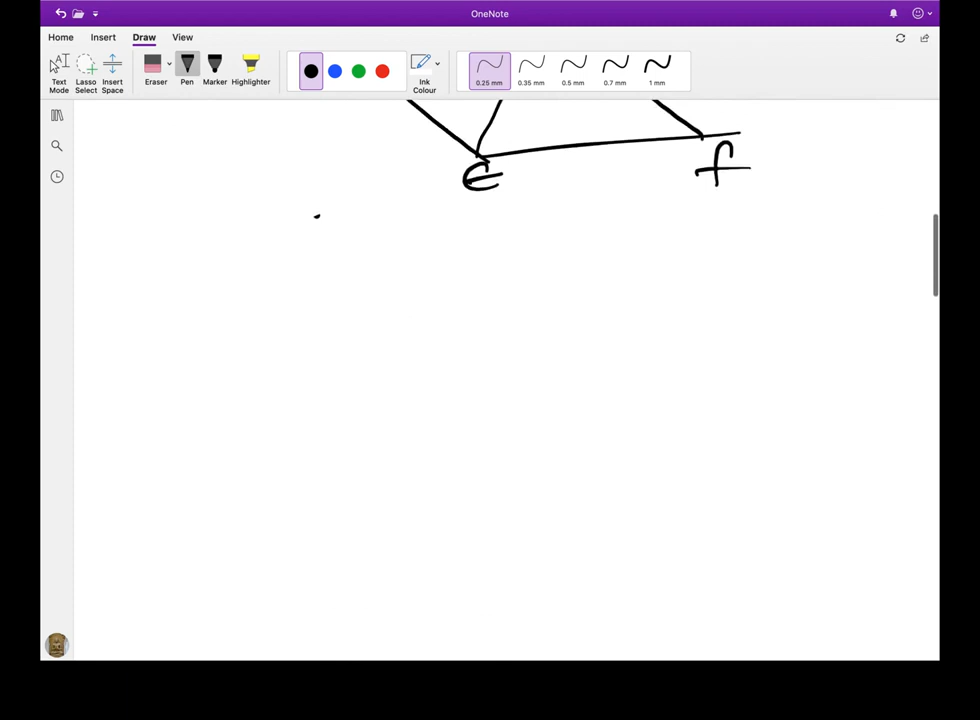 OneNote
Home Insert Draw View
Text Mode
Lasso Select
Insert Space
Eraser
Pen
Marker
Highlighter
Ink Colour
0.25 mm
0.35 mm
0.5 mm
0.7 mm
1 mm
e
f